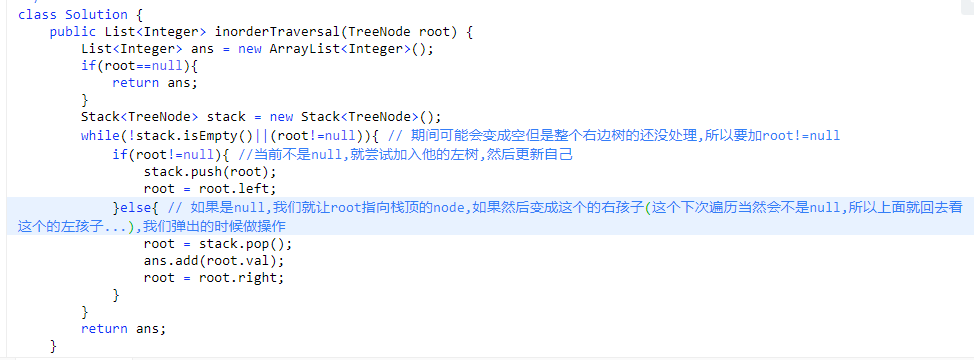 class Solution {
public List<Integer> inorderTraversal(TreeNode root) {
List<Integer> ans = new ArrayList<Integer>();
if(root==null){
return ans;
}
Stack<TreeNode> stack = new Stack<TreeNode>();
while(!stack.isEmpty()||(root!=null)){ // 期间可能会变成空但是整个右边树的还没处理,所以要加root!=null
if(root!=null){ //当前不是null,就尝试加入他的左树,然后更新自己
stack.push(root);
root = root.left;
}else{ // 如果是null,我们就让root指向栈顶的node,如果然后变成这个的右孩子(这个下次遍历当然会不是null,所以上面就回去看
这个的左孩子...),我们弹出的时候做操作
root = stack.pop();
ans.add(root.val);
root = root.right;
}
}
return ans;
}